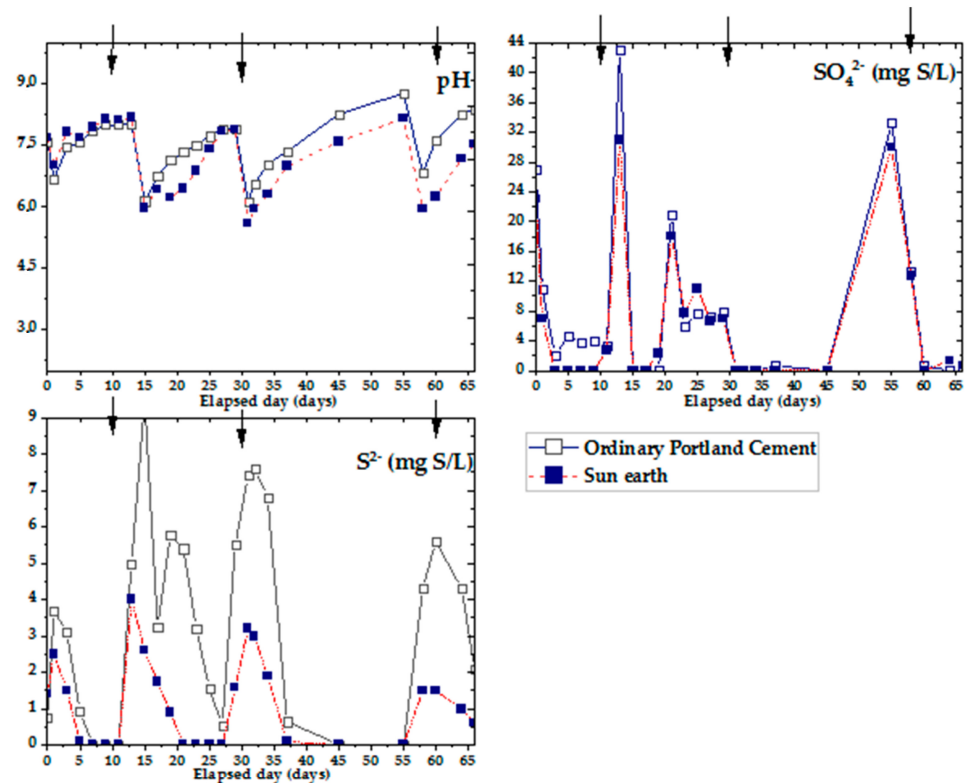 pH
9,0
7,5
6,0
4,5
3,0
0 5 10 15 20 25 30 35 40 45 50 55 60 65
Elapsed day (days)
SO₄²⁻ (mg S/L)
44
40
36
32
28
24
20
16
12
8
4
0
0 5 10 15 20 25 30 35 40 45 50 55 60 65
Elapsed day (days)
S²⁻ (mg S/L)
9
8
7
6
5
4
3
2
1
0
0 5 10 15 20 25 30 35 40 45 50 55 60 65
Elapsed day (days)
Ordinary Portland Cement
Sun earth